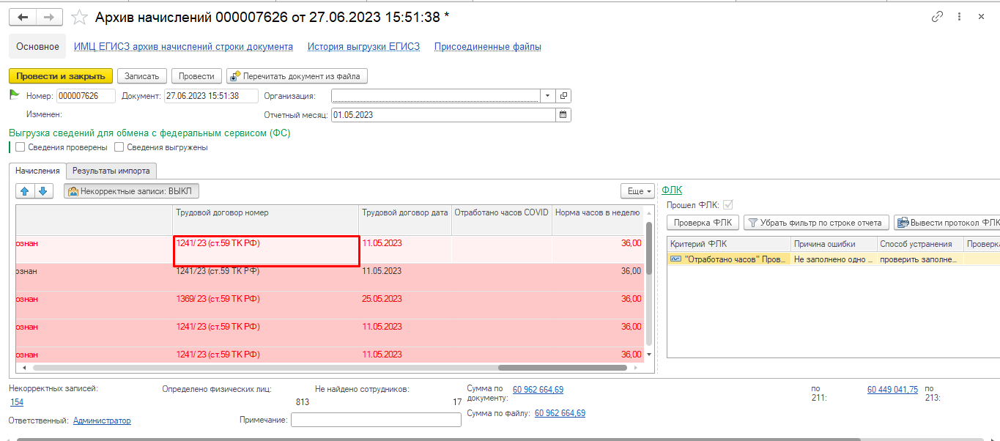 Архив начислений 000007626 от 27.06.2023 15:51:38 *
Основное ИМЦ ЕГИСЗ архив начислений строки документа История выгрузки ЕГИСЗ Присоединенные файлы
Провести и закрыть Записать Провести Перечитать документ из файла
Номер: 000007626 Документ: 27.06.2023 15:51:38 Организация:
Изменен: Отчетный месяц: 01.05.2023
Выгрузка сведений для обмена с федеральным сервисом (ФС)
Сведения проверены Сведения выгружены
Начисления Результаты импорта
Некорректные записи: ВЫКЛ Еще ФЛК
Прошел ФЛК:
Трудовой договор номер Трудовой договор дата Отработано часов COVID Норма часов в неделю
Проверка ФЛК Убрать фильтр по строке отчета Вывести протокол ФЛК
Критерий ФЛК Причина ошибки Способ устранения Проверка
ознан 1241/ 23 (ст.59 ТК РФ) 11.05.2023 36,00
"Отработано часов" Пров... Не заполнено одно ... проверить заполне...
ознан 1241/23 (ст.59 ТК РФ) 11.05.2023 36,00
ознан 1369/ 23 (ст.59 ТК РФ) 25.05.2023 36,00
ознан 1241/ 23 (ст.59 ТК РФ) 11.05.2023 36,00
ознан 1241/ 23 (ст.59 ТК РФ) 11.05.2023 36,00
Некорректных записей: Определено физических лиц: Не найдено сотрудников: Сумма по документу: 60 962 664,69 по 211: 60 449 041,75 по 213:
154 813 17
Сумма по файлу: 60 962 664,69
Ответственный: Администратор Примечание: